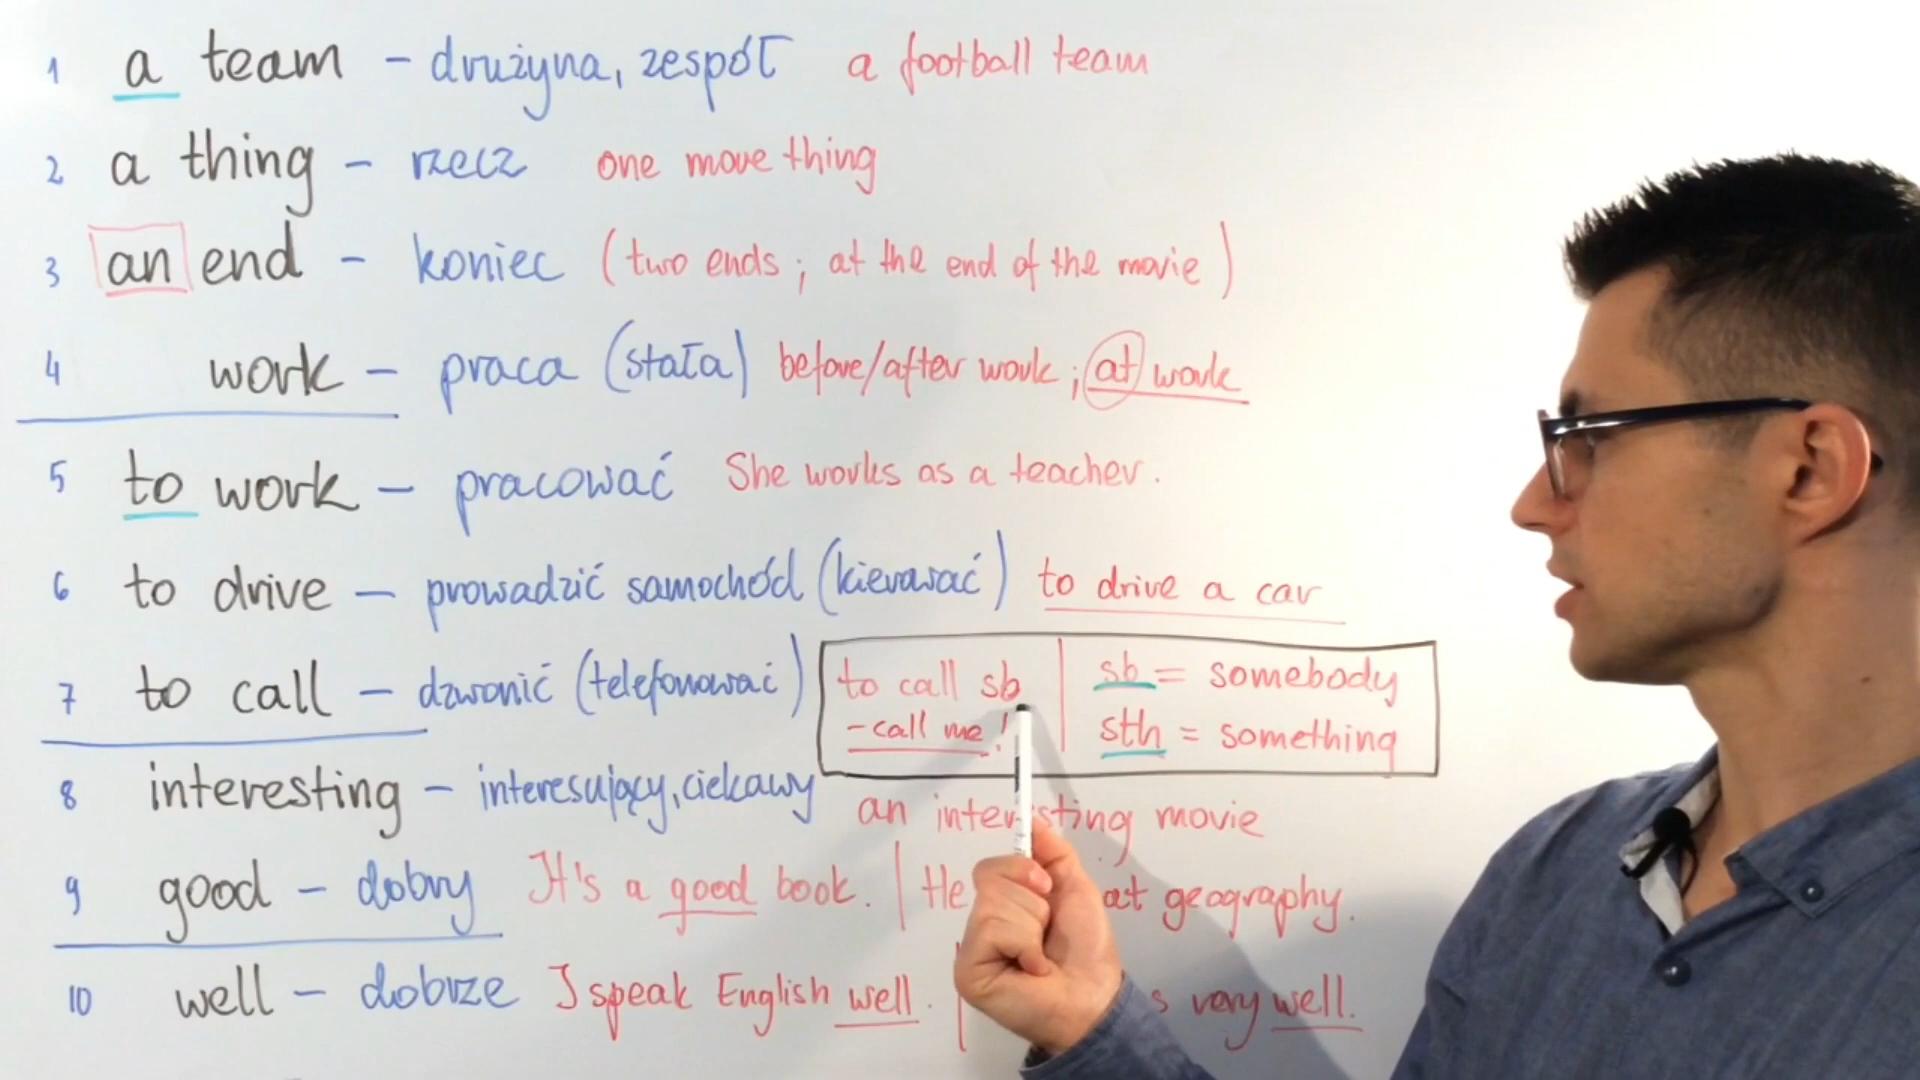 1 a team - drużyna, zespół a football team
2 a thing - rzecz one more thing
3 an end - koniec (two ends; at the end of the movie)
4 work - praca (stała) before/after work; at work
5 to work - pracować She works as a teacher.
6 to drive - prowadzić samochód (kierować) to drive a car
7 to call - dzwonić (telefonować) to call sb | sb = somebody
-call me! sth = something
8 interesting - interesujący, ciekawy an interesting movie
9 good - dobry It's a good book. | He at geography.
10 well - dobrze I speak English well. | s very well.